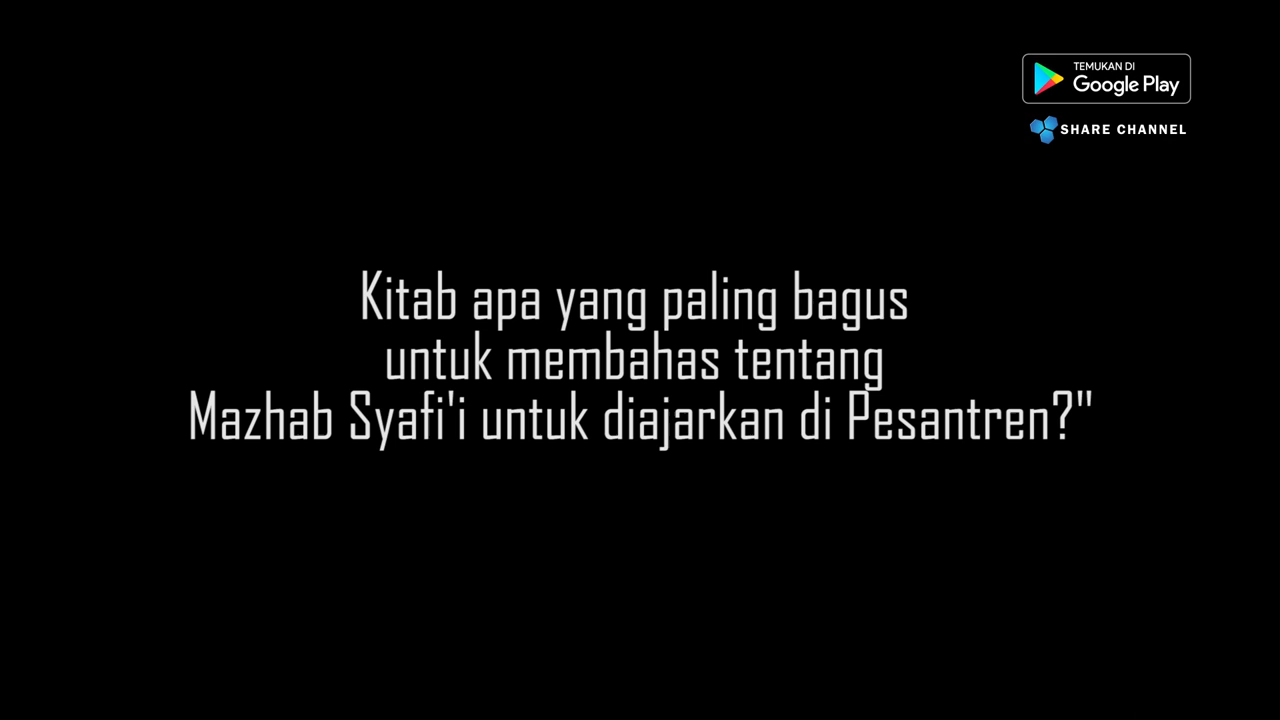 TEMUKAN DI
Google Play
SHARE CHANNEL
Kitab apa yang paling bagus
untuk membahas tentang
Mazhab Syafi'i untuk diajarkan di Pesantren?"